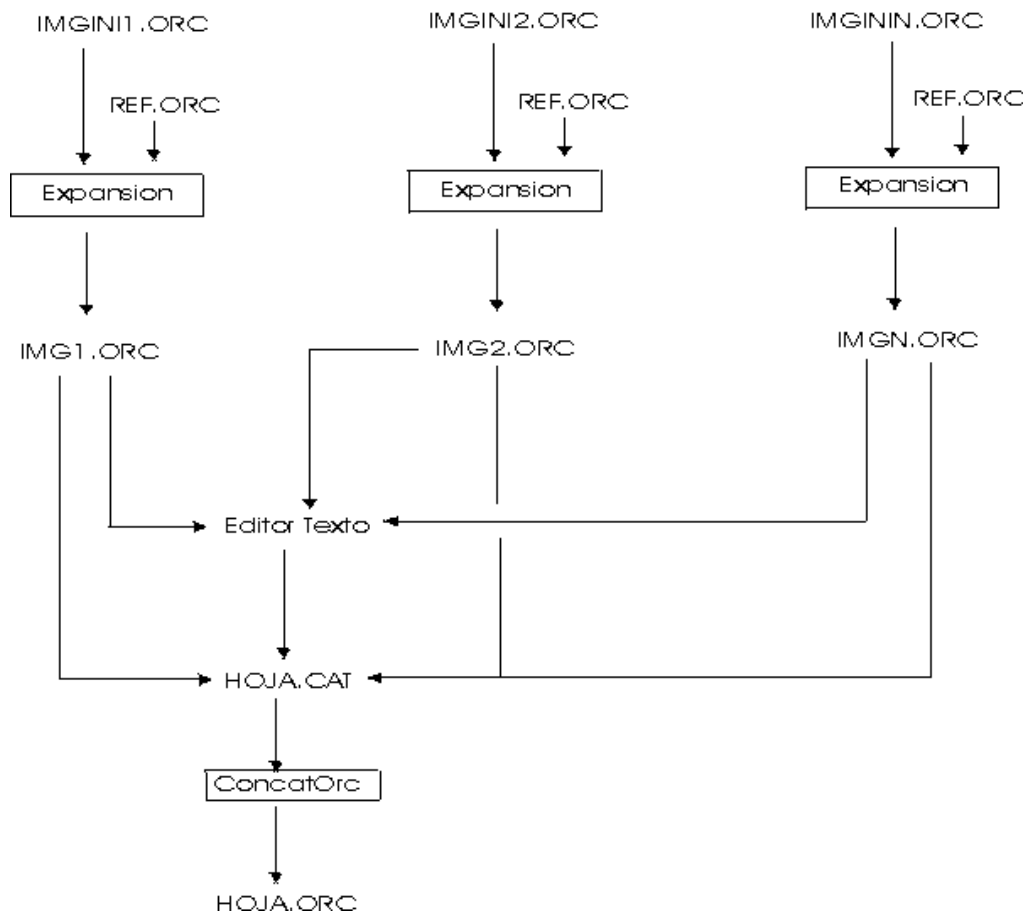 IMGINI1.ORC
IMGINI2.ORC
IMGININ.ORC
REF.ORC
REF.ORC
REF.ORC
Expansion
Expansion
Expansion
IMG1.ORC
IMG2.ORC
IMGN.ORC
Editor Texto
HOJA.CAT
ConcatOrc
HOJA.ORC